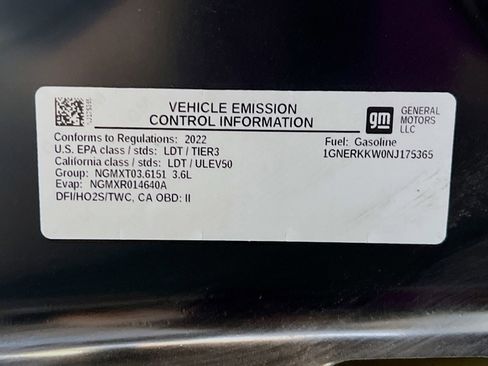 VEHICLE EMISSION
CONTROL INFORMATION
gm
GENERAL
MOTORS
LLC
Conforms to Regulations: 2022
U.S. EPA class / stds: LDT / TIER3
California class / stds: LDT / ULEV50
Group: NGMXT03.6151 3.6L
Evap: NGMXR014640A
DFI/HO2S/TWC, CA OBD: II
Fuel: Gasoline
1GNERKKW0NJ175365